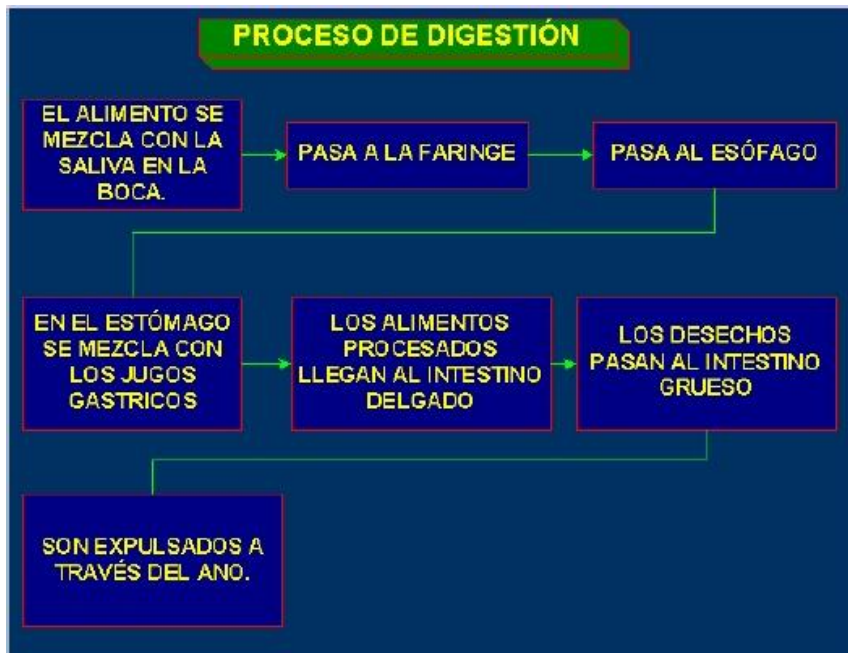 PROCESO DE DIGESTIÓN
EL ALIMENTO SE
MEZCLA CON LA
SALIVA EN LA
BOCA.
PASA A LA FARINGE
PASA AL ESÓFAGO
EN EL ESTÓMAGO
SE MEZCLA CON
LOS JUGOS
GASTRICOS
LOS ALIMENTOS
PROCESADOS
LLEGAN AL INTESTINO
DELGADO
LOS DESECHOS
PASAN AL INTESTINO
GRUESO
SON EXPULSADOS A
TRAVÉS DEL ANO.